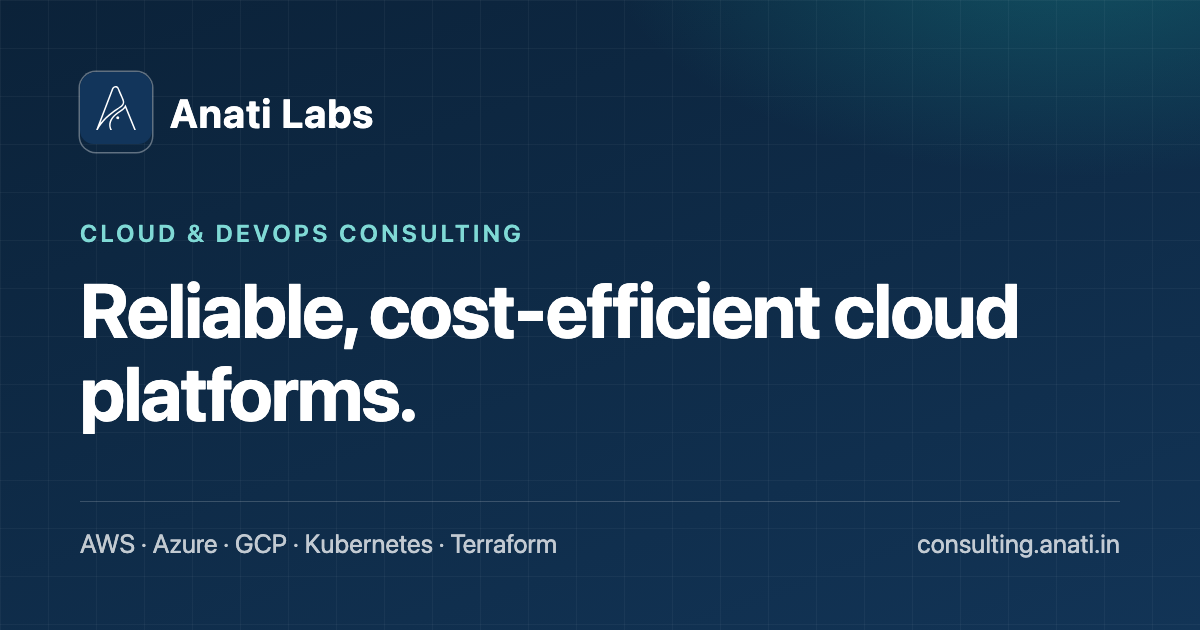 Anati Labs
CLOUD & DEVOPS CONSULTING
Reliable, cost-efficient cloud
platforms.
AWS · Azure · GCP · Kubernetes · Terraform
consulting.anati.in